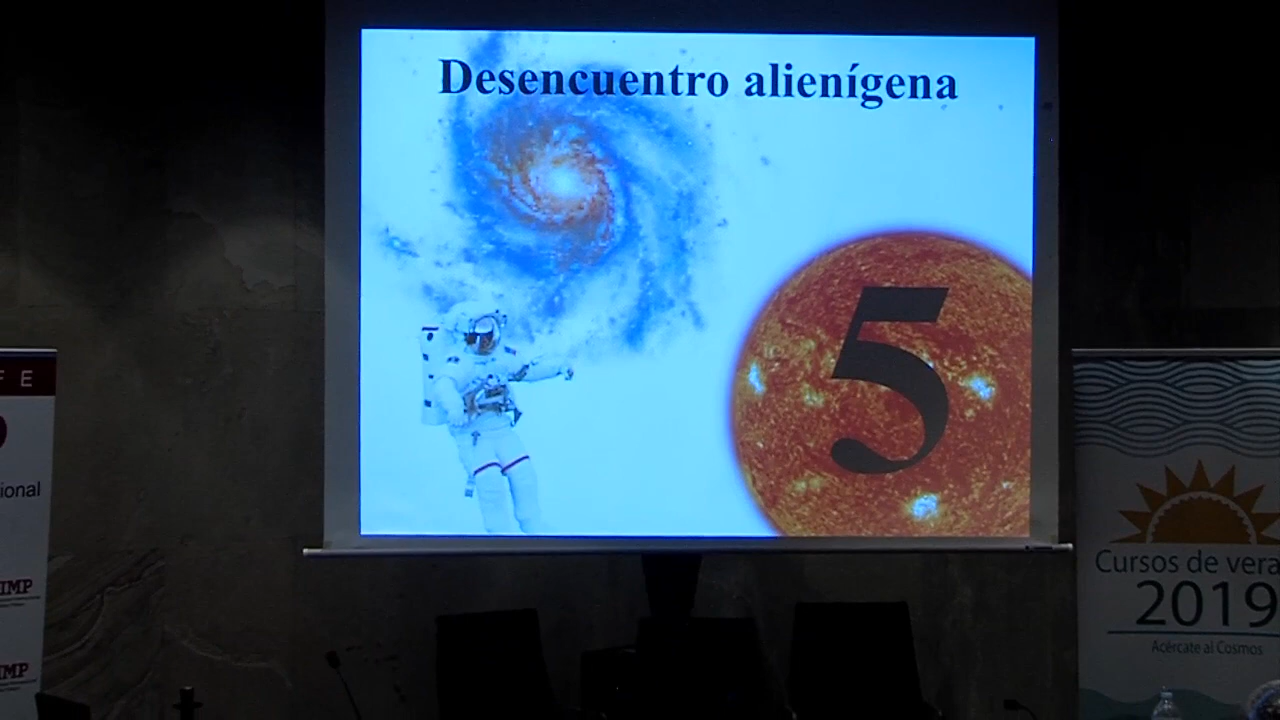 Desencuentro alienígena
5
F E
ional
IMP
IMP
Cursos de vera
2019
Acércate al Cosmos